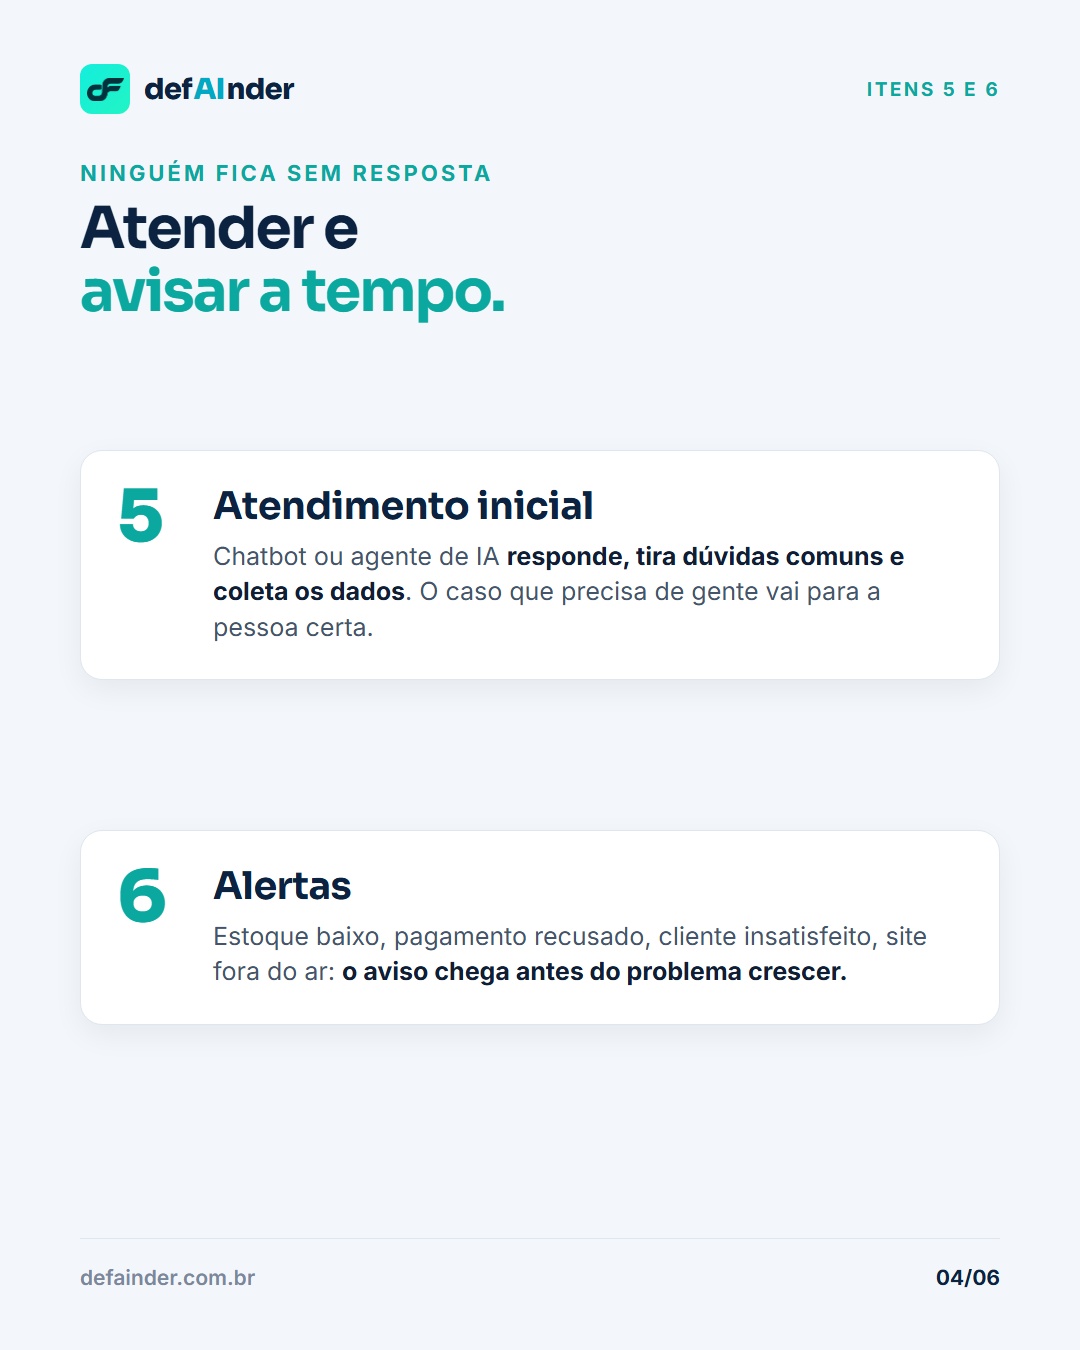 defAInder
ITENS 5 E 6
NINGUÉM FICA SEM RESPOSTA
Atender e
avisar a tempo.
5
Atendimento inicial
Chatbot ou agente de IA responde, tira dúvidas comuns e
coleta os dados. O caso que precisa de gente vai para a
pessoa certa.
6
Alertas
Estoque baixo, pagamento recusado, cliente insatisfeito, site
fora do ar: o aviso chega antes do problema crescer.
defainder.com.br
04/06